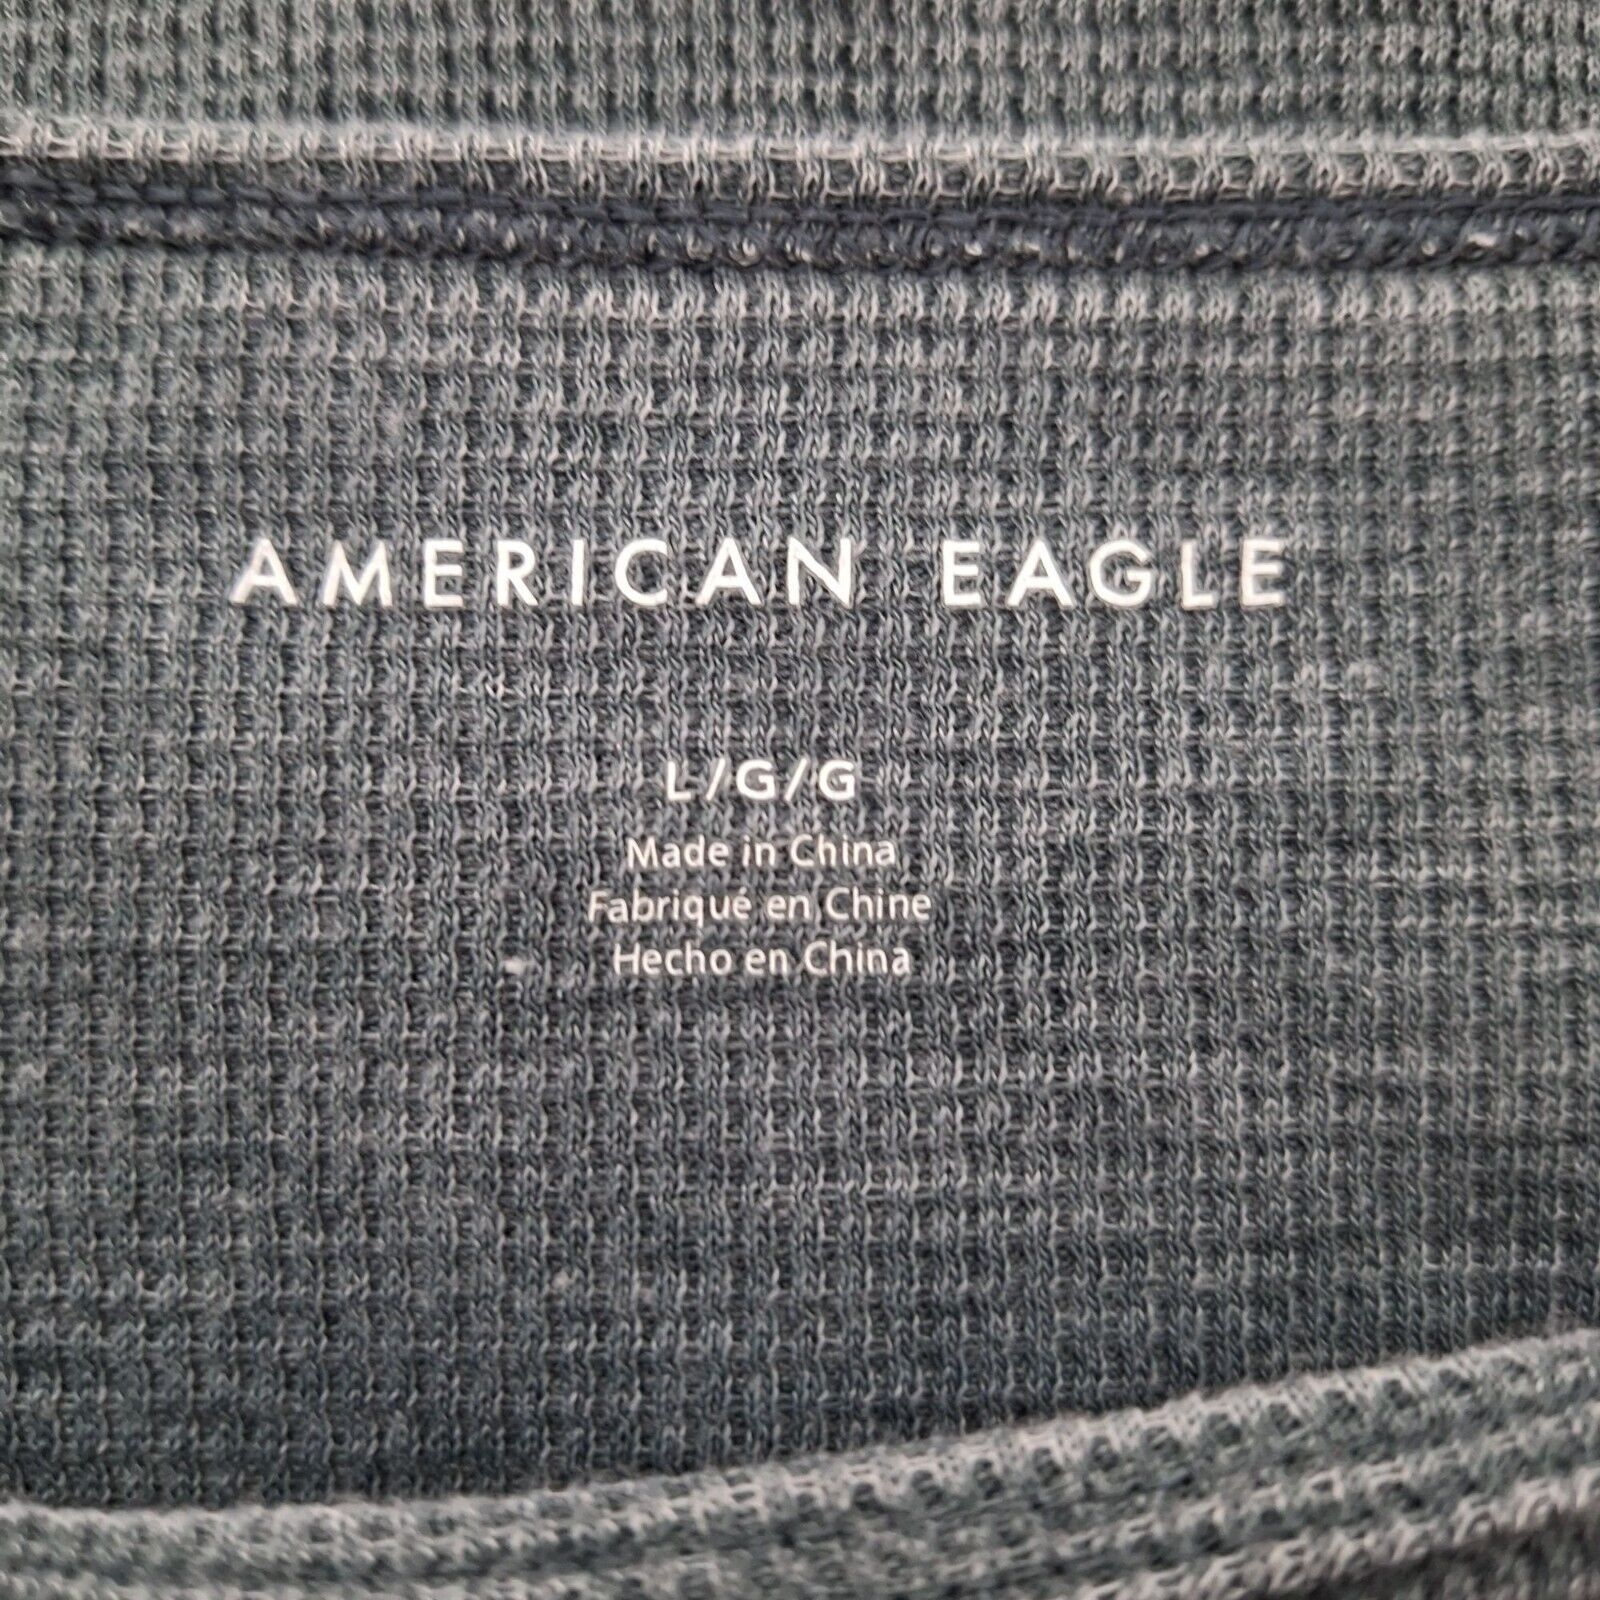 AMERICAN EAGLE
L/G/G
Made in China
Fabriqué en Chine
Hecho en China